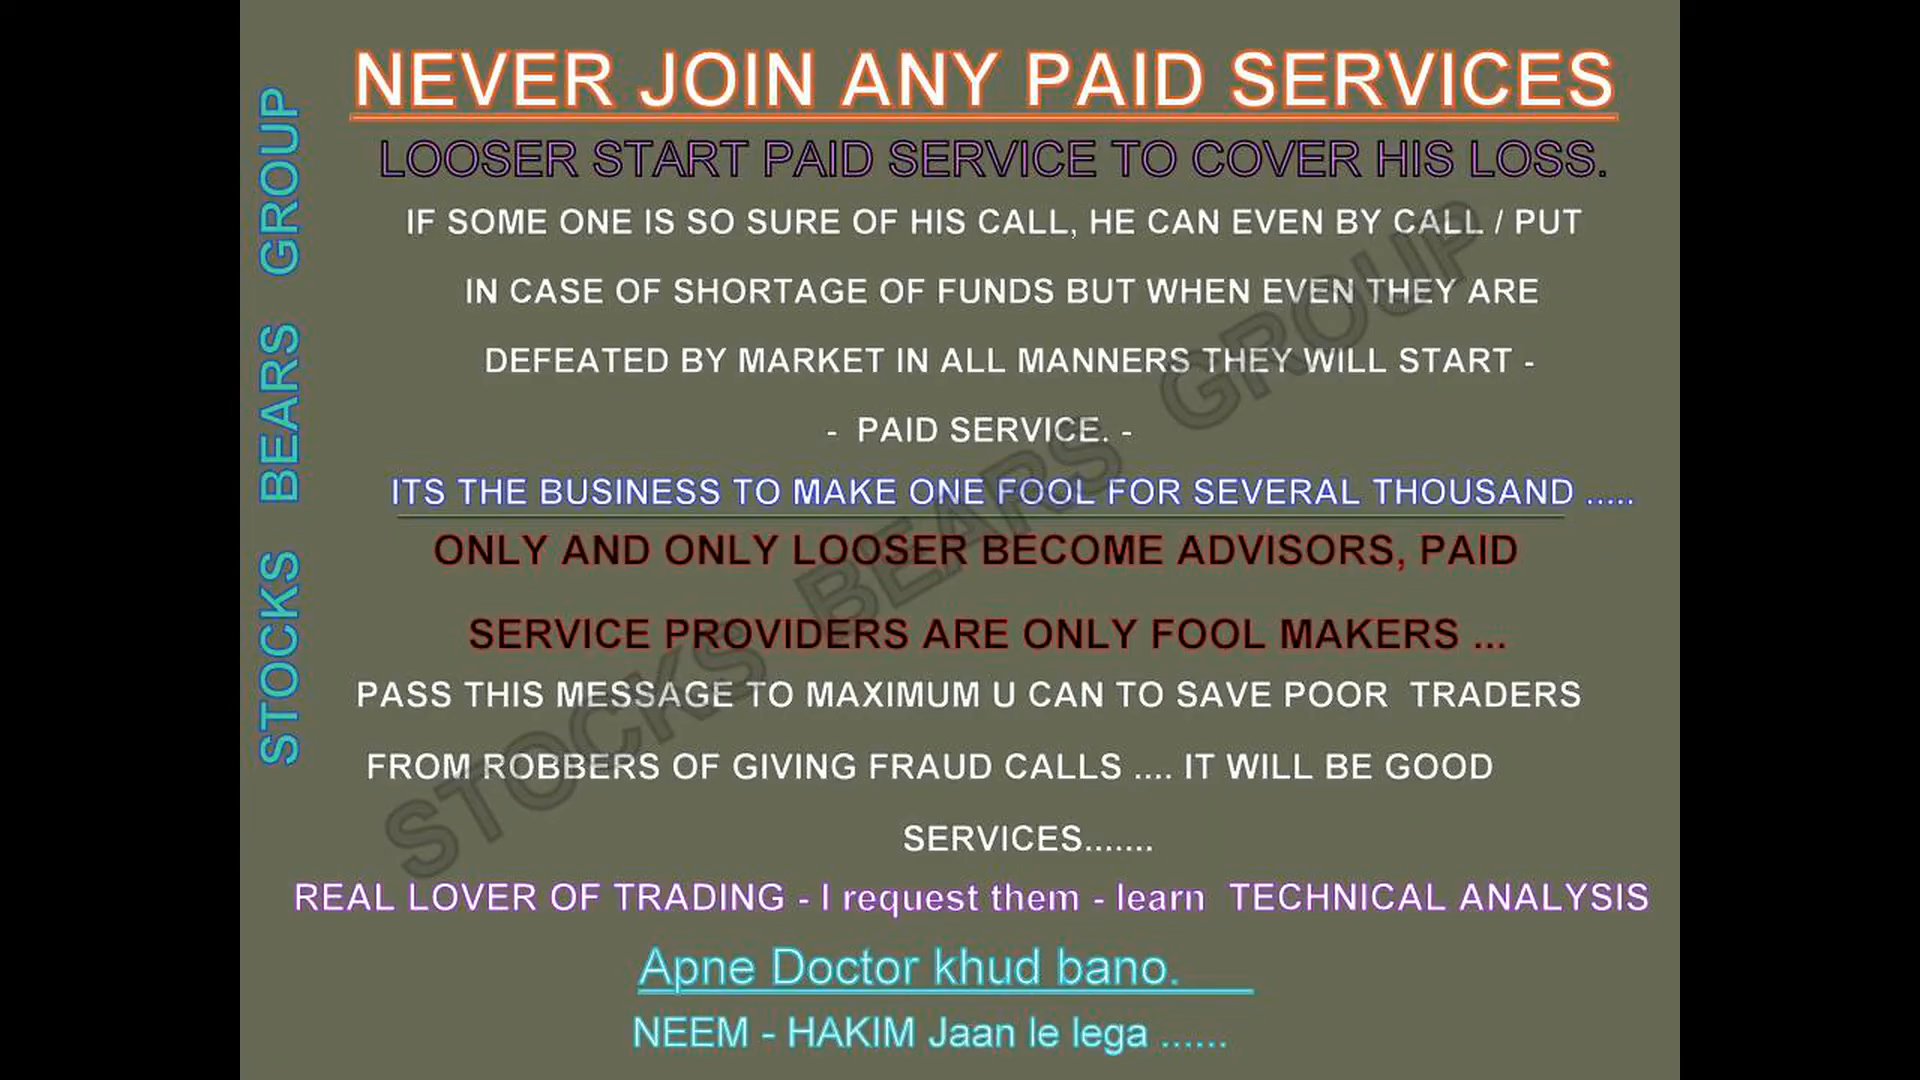 NEVER JOIN ANY PAID SERVICES
LOOSER START PAID SERVICE TO COVER HIS LOSS.
IF SOME ONE IS SO SURE OF HIS CALL, HE CAN EVEN BY CALL / PUT
IN CASE OF SHORTAGE OF FUNDS BUT WHEN EVEN THEY ARE
DEFEATED BY MARKET IN ALL MANNERS THEY WILL START -
- PAID SERVICE. -
ITS THE BUSINESS TO MAKE ONE FOOL FOR SEVERAL THOUSAND .....
ONLY AND ONLY LOOSER BECOME ADVISORS, PAID
SERVICE PROVIDERS ARE ONLY FOOL MAKERS ...
PASS THIS MESSAGE TO MAXIMUM U CAN TO SAVE POOR TRADERS
FROM ROBBERS OF GIVING FRAUD CALLS .... IT WILL BE GOOD
SERVICES.......
REAL LOVER OF TRADING - I request them - learn TECHNICAL ANALYSIS
Apne Doctor khud bano.
NEEM - HAKIM Jaan le lega ......
STOCKS BEARS GROUP
STOCKS BEARS GROUP